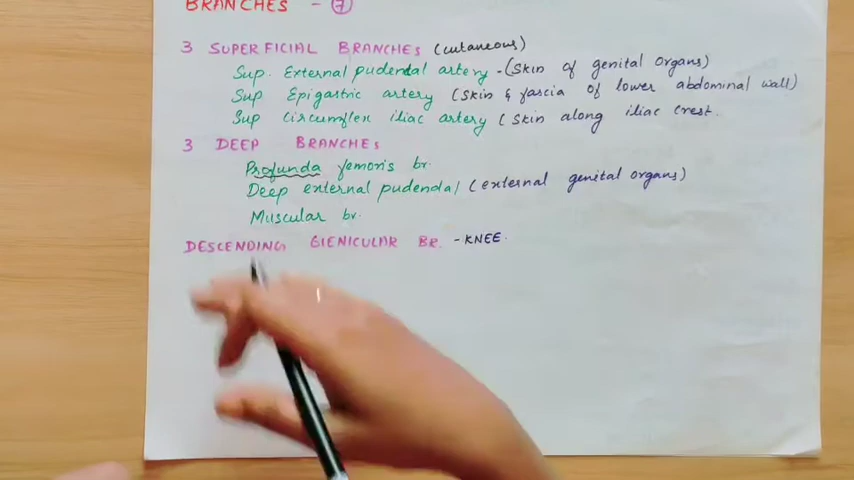 BRANCHES - 7
3 SUPERFICIAL BRANCHES (cutaneous)
Sup. External pudendal artery - (skin of genital organs)
Sup Epigastric artery (skin & fascia of lower abdominal wall)
Sup circumflex iliac artery (skin along iliac crest.
3 DEEP BRANCHES
Profunda femoris br.
Deep external pudendal (external genital organs)
Muscular br.
DESCENDING GENICULAR BR. - KNEE.